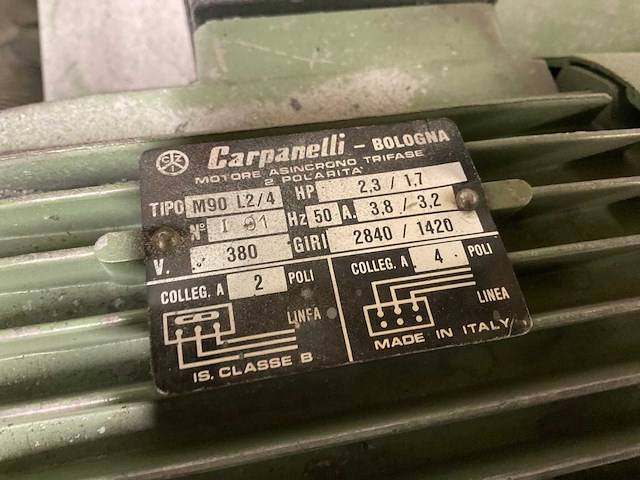 Carpanelli - BOLOGNA
MOTORE ASINCRONO TRIFASE
2 POLARITA'
TIPO M90 L2/4 HP 2,3 / 1,7
N° I 91 Hz 50 A. 3,8 / 3,2
V. 380 GIRI 2840 / 1420
COLLEG. A 2 POLI
LINEA
IS. CLASSE B
COLLEG. A 4 POLI
LINEA
MADE IN ITALY